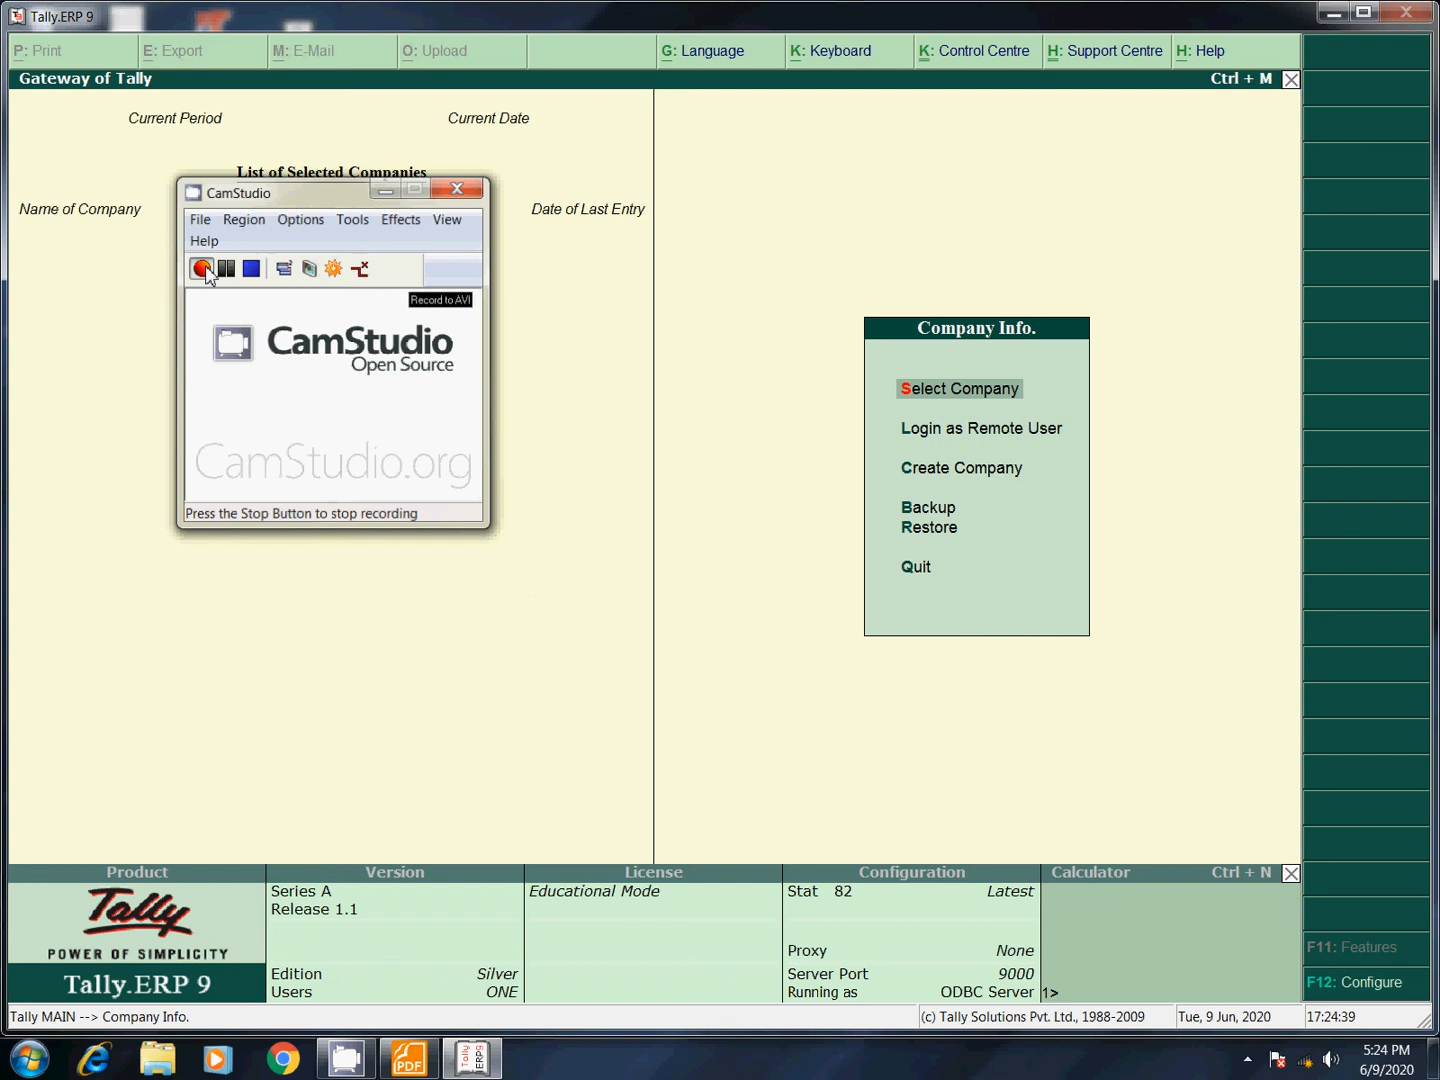 Tally.ERP 9
P: Print
E: Export
M: E-Mail
O: Upload
G: Language
K: Keyboard
K: Control Centre
H: Support Centre
H: Help
Gateway of Tally
Ctrl + M
Current Period
Current Date
List of Selected Companies
Name of Company
Date of Last Entry
CamStudio
File Region Options Tools Effects View
Help
Record to AVI
CamStudio
Open Source
CamStudio.org
Press the Stop Button to stop recording
Company Info.
Select Company
Login as Remote User
Create Company
Backup
Restore
Quit
Product
Version
License
Configuration
Calculator
Ctrl + N
Tally
POWER OF SIMPLICITY
Tally.ERP 9
Series A
Release 1.1
Edition Silver
Users ONE
Educational Mode
Stat 82 Latest
Proxy None
Server Port 9000
Running as ODBC Server
1>
F11: Features
F12: Configure
Tally MAIN --> Company Info.
(c) Tally Solutions Pvt. Ltd., 1988-2009
Tue, 9 Jun, 2020
17:24:39
PDF
Tally
ERP9
5:24 PM
6/9/2020